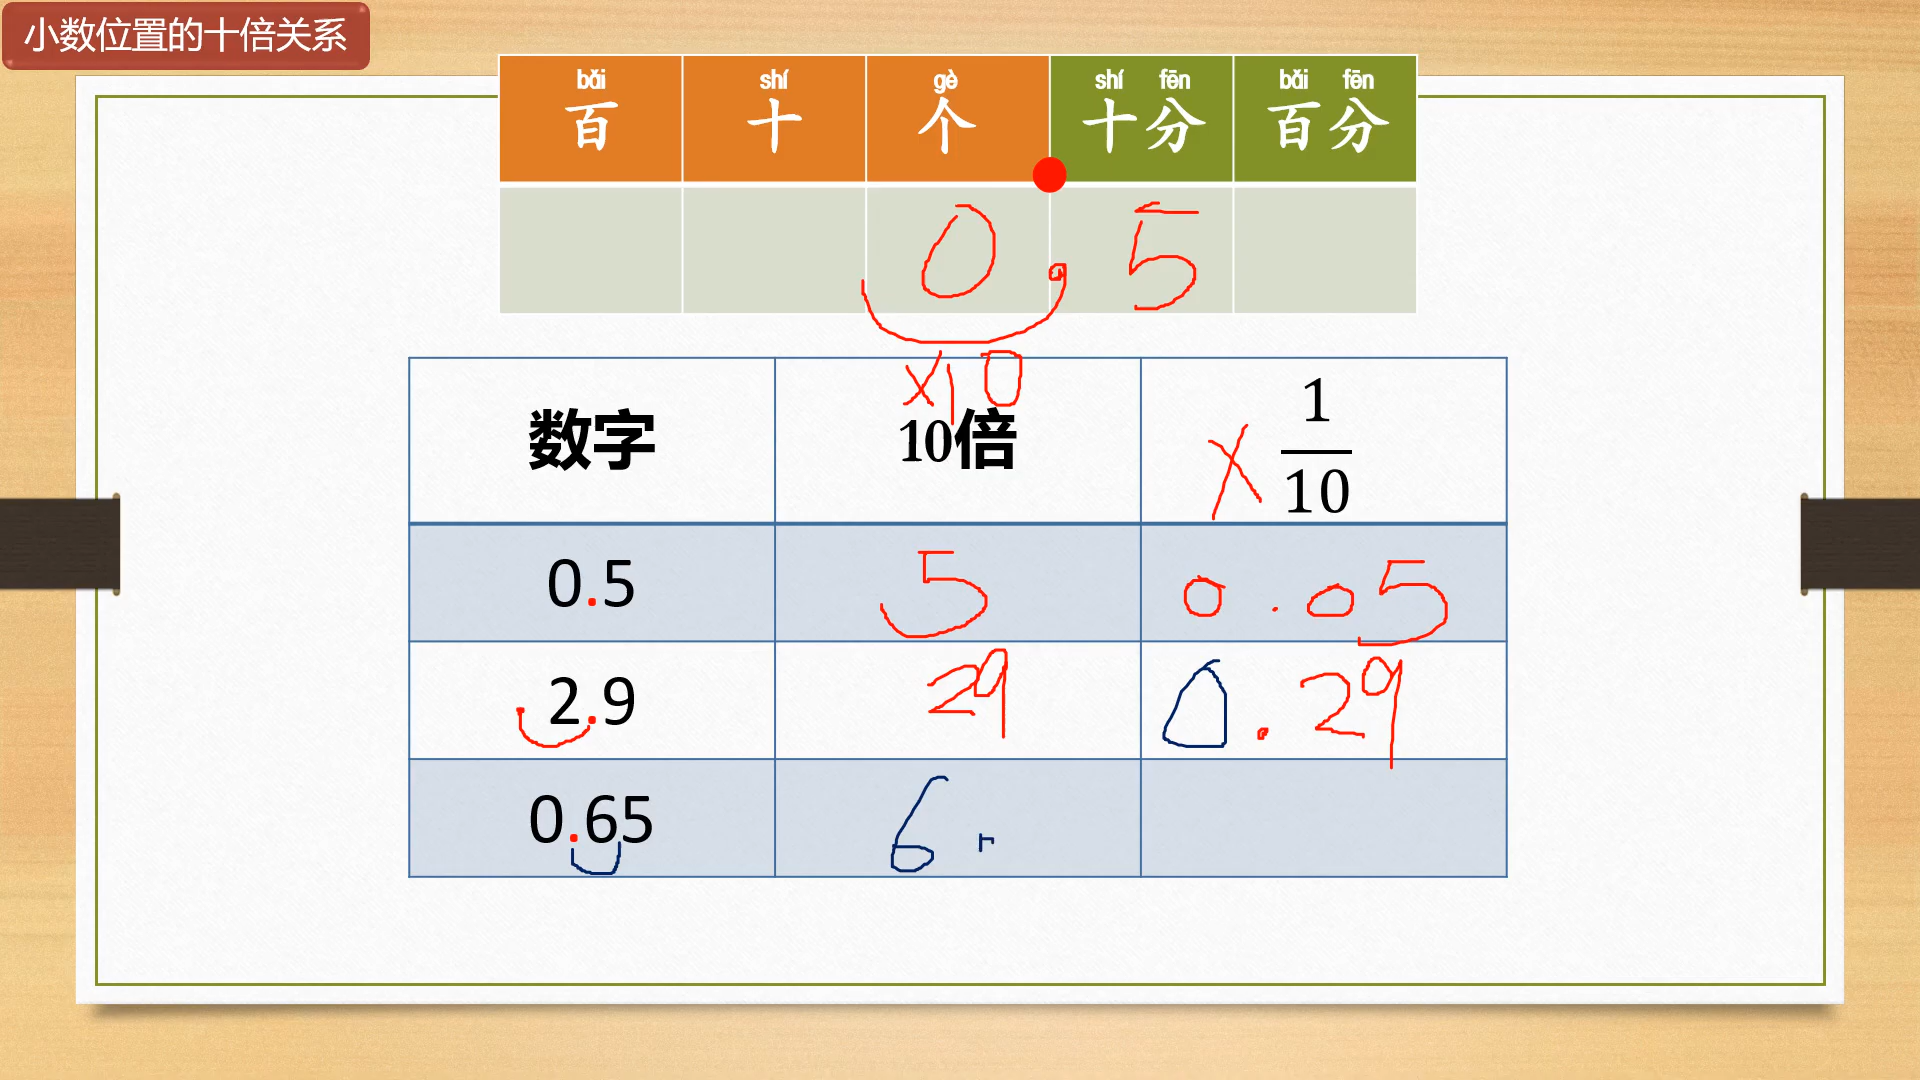 小数位置的十倍关系
bǎi shí gè shí fēn bǎi fēn
百 十 个 十分 百分
0.5
×10
数字 10倍 × 1/10
0.5 5 0.05
2.9 29 0.29
0.65 6